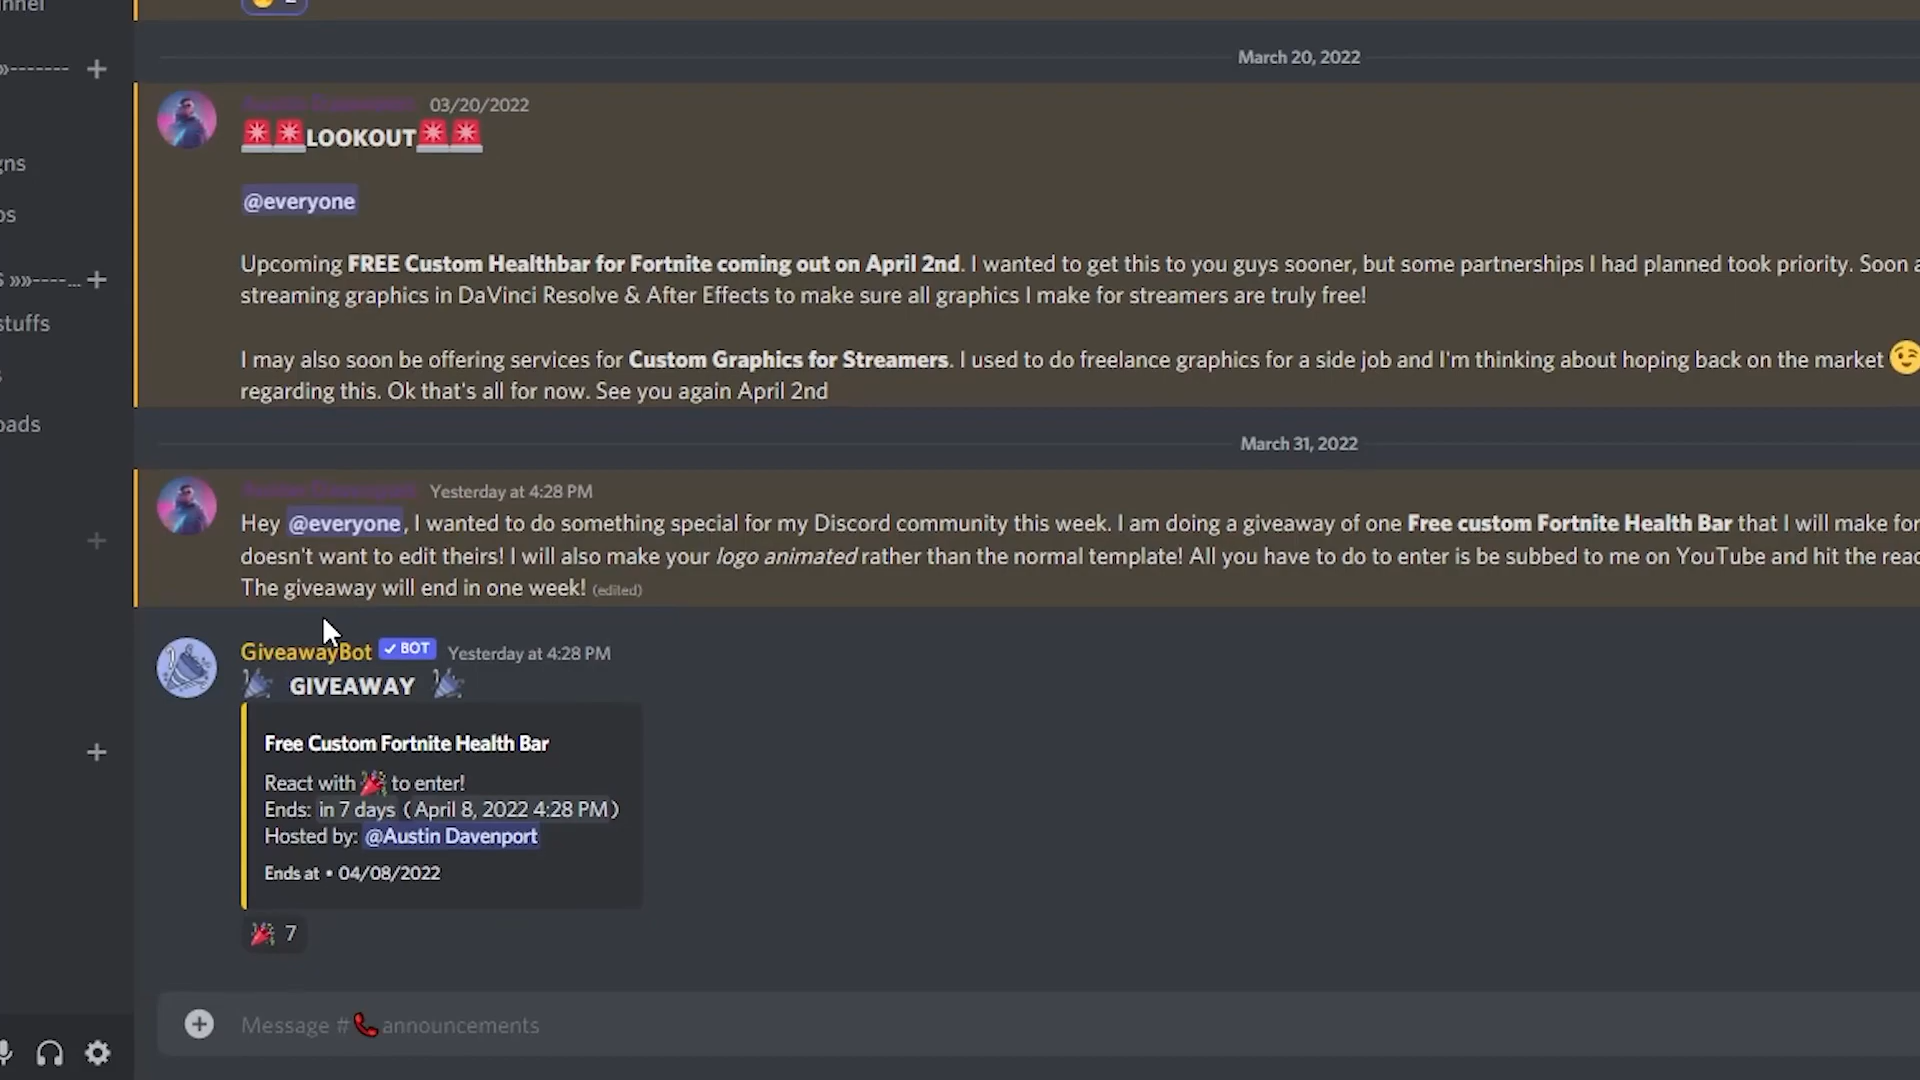 nnel
March 20, 2022
»-------
Austin Davenport 03/20/2022
🚨🚨LOOKOUT🚨🚨
gns
@everyone
os
Upcoming FREE Custom Healthbar for Fortnite coming out on April 2nd. I wanted to get this to you guys sooner, but some partnerships I had planned took priority. Soon a
S »»----...
streaming graphics in DaVinci Resolve & After Effects to make sure all graphics I make for streamers are truly free!
stuffs
I may also soon be offering services for Custom Graphics for Streamers. I used to do freelance graphics for a side job and I'm thinking about hoping back on the market 😉
s
regarding this. Ok that's all for now. See you again April 2nd
oads
March 31, 2022
Austin Davenport Yesterday at 4:28 PM
Hey @everyone, I wanted to do something special for my Discord community this week. I am doing a giveaway of one Free custom Fortnite Health Bar that I will make for
doesn't want to edit theirs! I will also make your logo animated rather than the normal template! All you have to do to enter is be subbed to me on YouTube and hit the reac
The giveaway will end in one week! (edited)
GiveawayBot ✓ BOT Yesterday at 4:28 PM
🎉 GIVEAWAY 🎉
Free Custom Fortnite Health Bar
React with 🎉 to enter!
Ends: in 7 days (April 8, 2022 4:28 PM)
Hosted by: @Austin Davenport
Ends at • 04/08/2022
🎉 7
Message #📞announcements